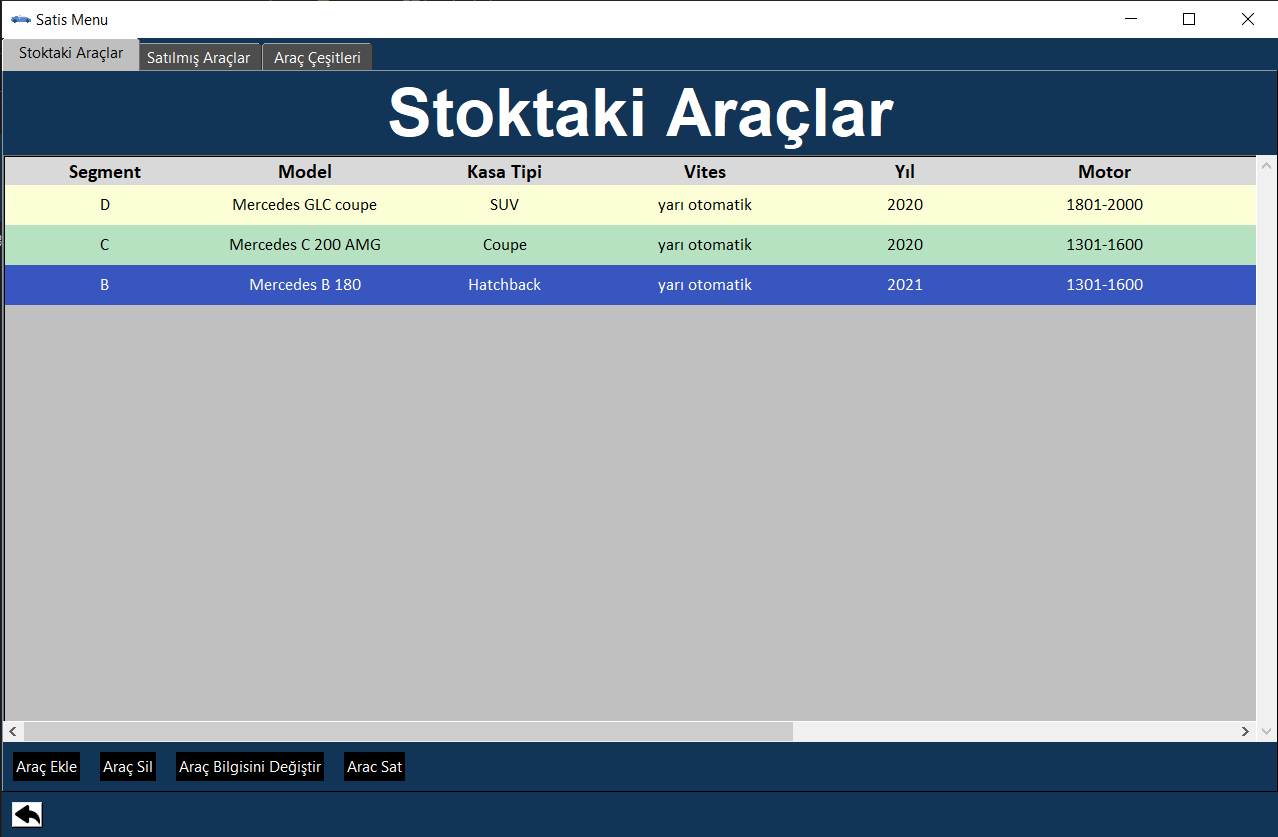 Satis Menu
Stoktaki Araçlar Satılmış Araçlar Araç Çeşitleri
Stoktaki Araçlar
Segment Model Kasa Tipi Vites Yıl Motor
D Mercedes GLC coupe SUV yarı otomatik 2020 1801-2000
C Mercedes C 200 AMG Coupe yarı otomatik 2020 1301-1600
B Mercedes B 180 Hatchback yarı otomatik 2021 1301-1600
Araç Ekle Araç Sil Araç Bilgisini Değiştir Arac Sat